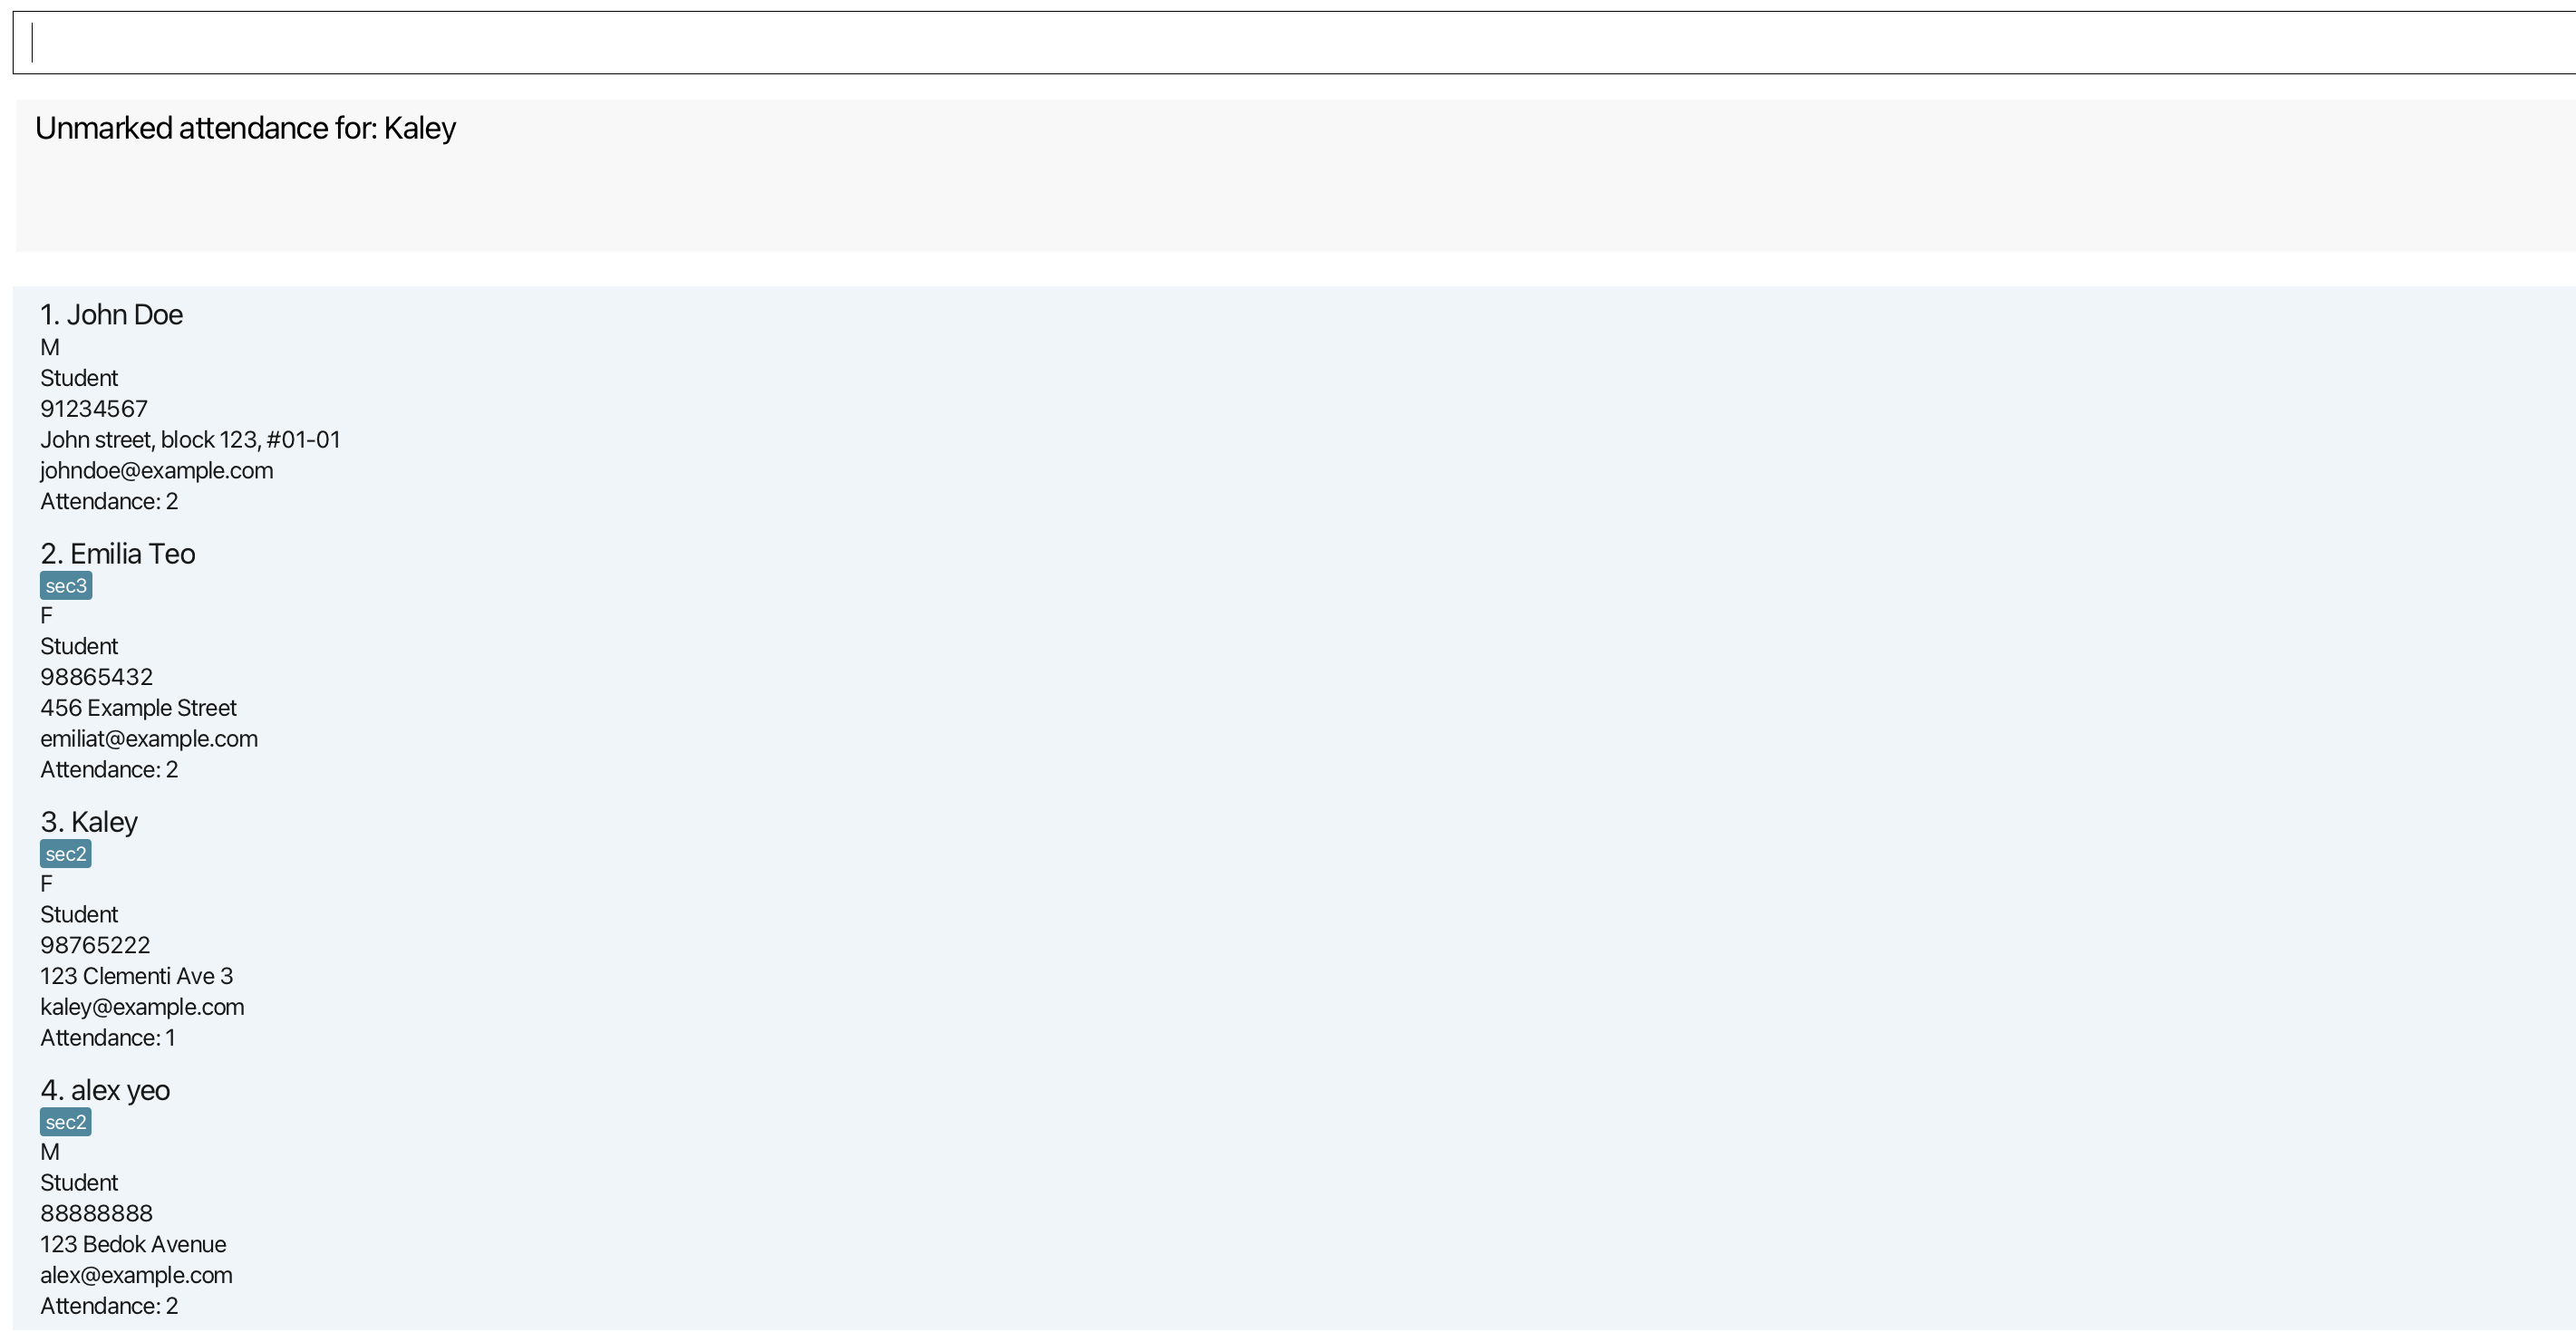 Unmarked attendance for: Kaley
1. John Doe
M
Student
91234567
John street, block 123, #01-01
johndoe@example.com
Attendance: 2
2. Emilia Teo
sec3
F
Student
98865432
456 Example Street
emiliat@example.com
Attendance: 2
3. Kaley
sec2
F
Student
98765222
123 Clementi Ave 3
kaley@example.com
Attendance: 1
4. alex yeo
sec2
M
Student
88888888
123 Bedok Avenue
alex@example.com
Attendance: 2